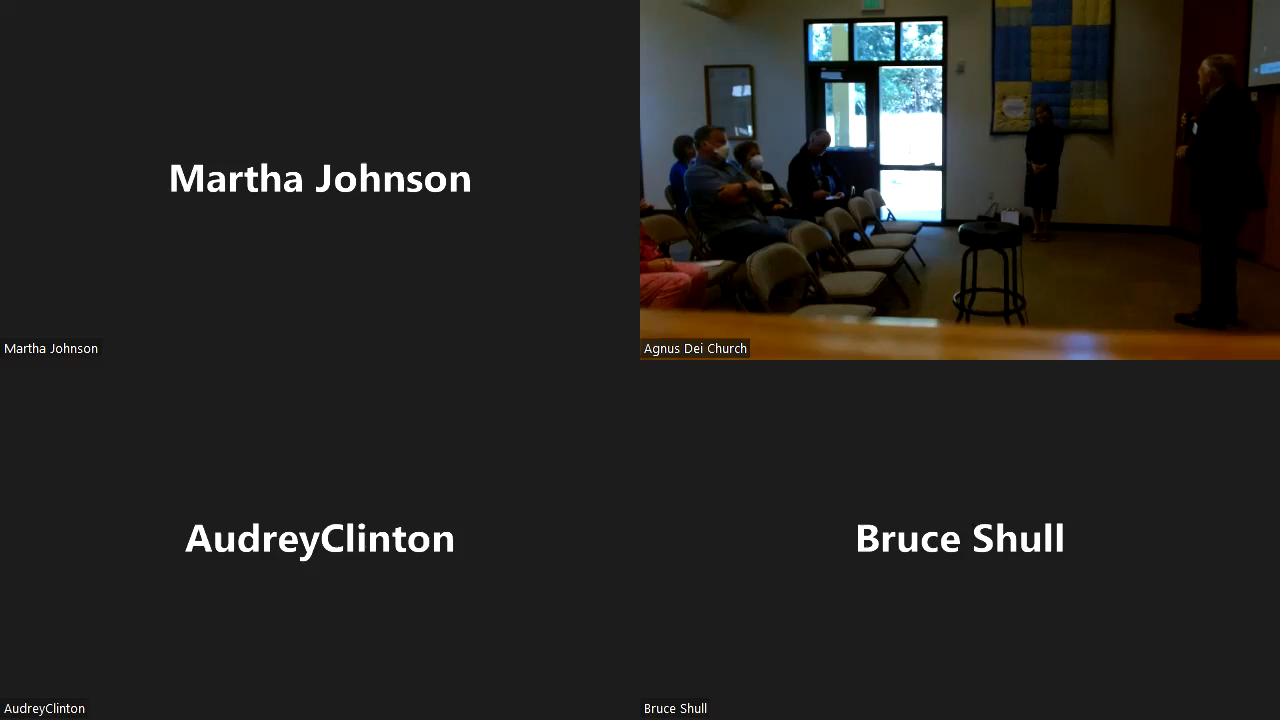 Martha Johnson
Martha Johnson
Agnus Dei Church
AudreyClinton
AudreyClinton
Bruce Shull
Bruce Shull